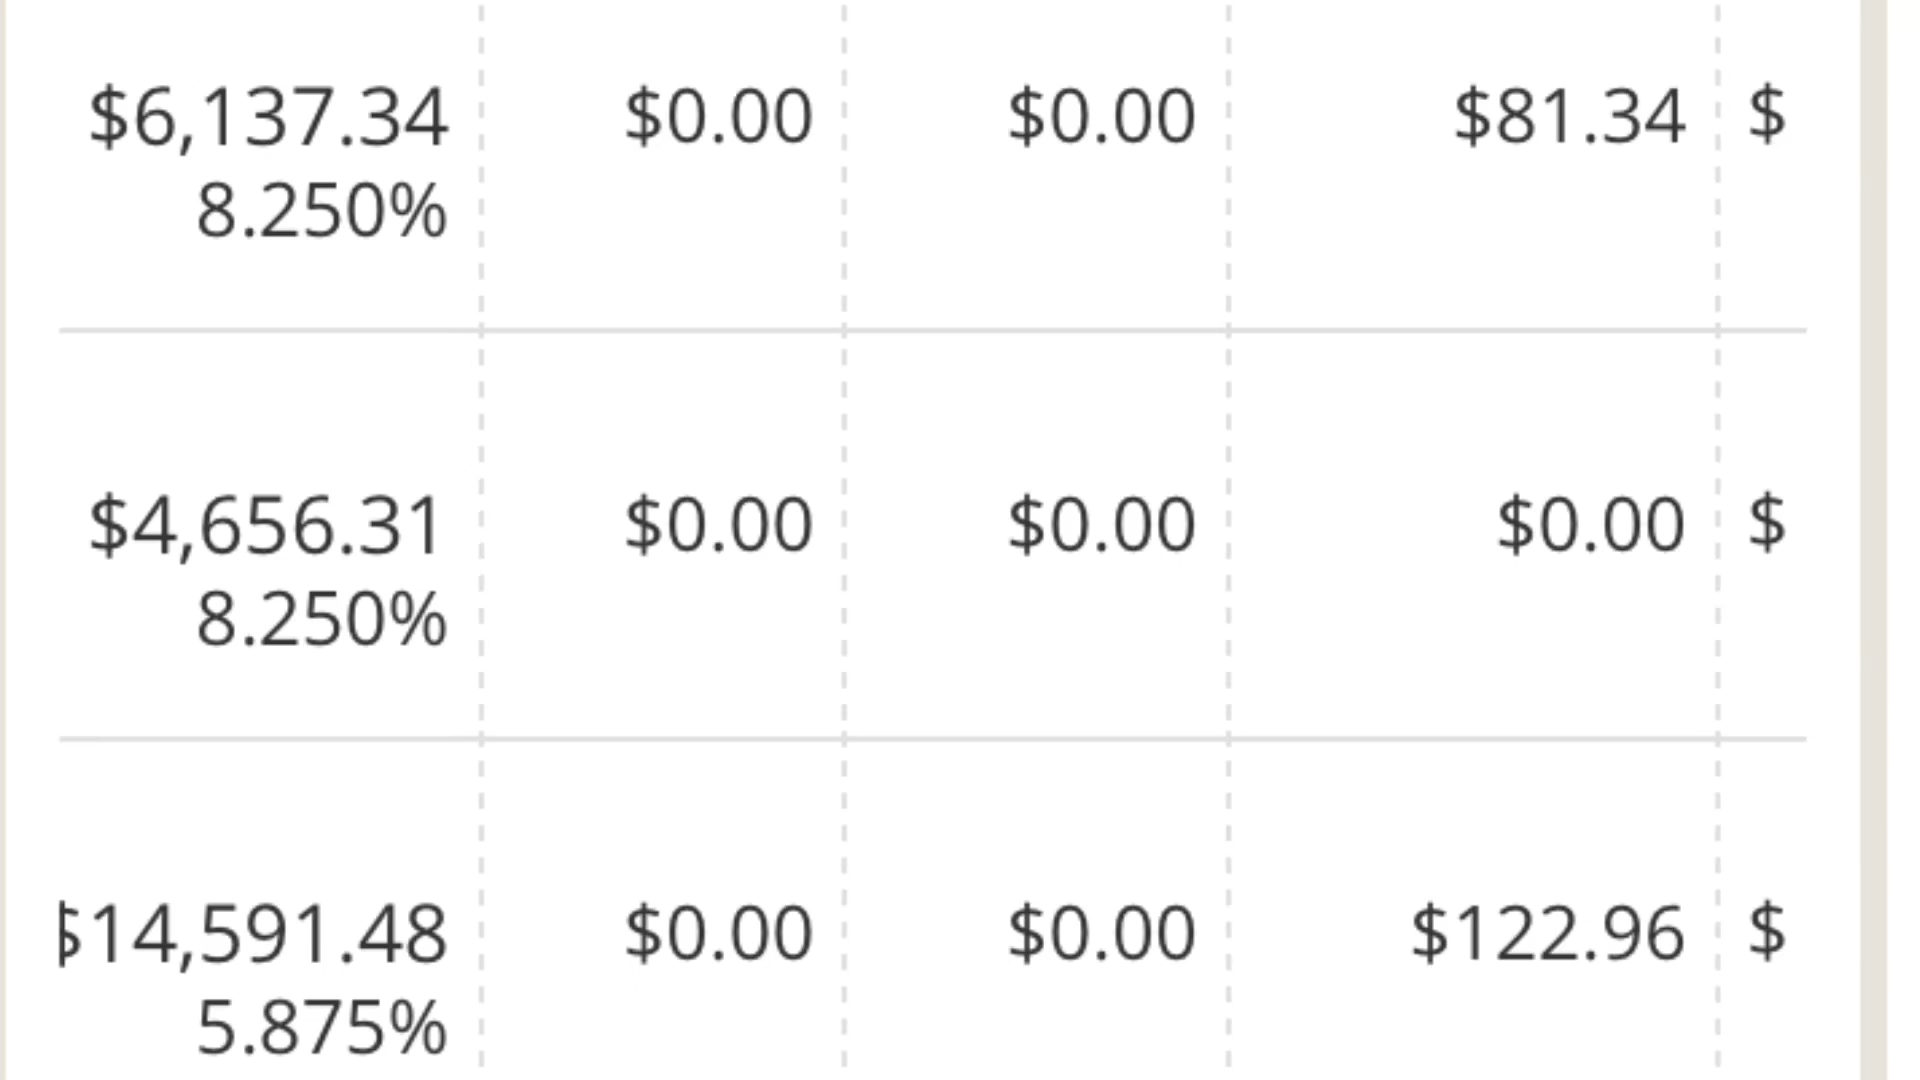 $6,137.34 $0.00 $0.00 $81.34 $
8.250%
$4,656.31 $0.00 $0.00 $0.00 $
8.250%
$14,591.48 $0.00 $0.00 $122.96 $
5.875%